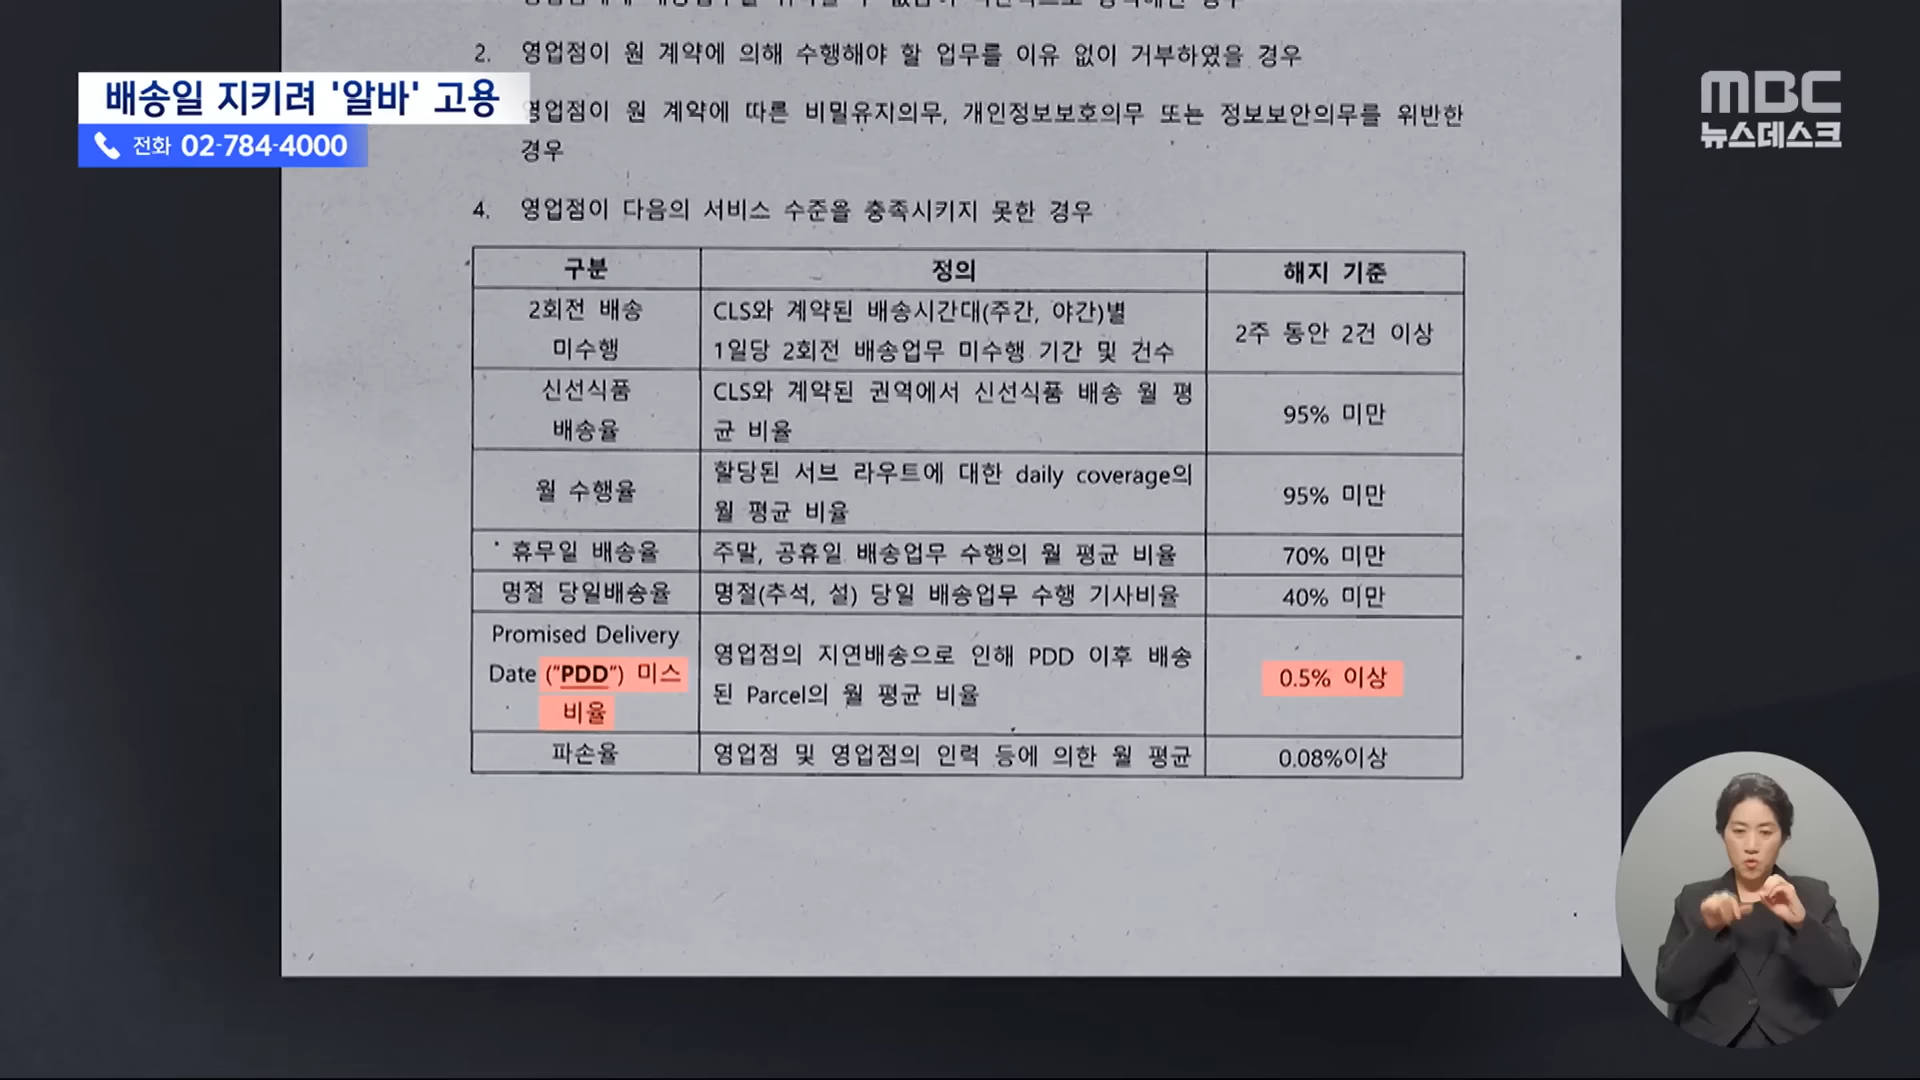 2. 영업점이 원 계약에 의해 수행해야 할 업무를 이유 없이 거부하였을 경우
배송일 지키려 '알바' 고용
전화 02-784-4000
MBC
뉴스데스크
영업점이 원 계약에 따른 비밀유지의무, 개인정보보호의무 또는 정보보안의무를 위반한
경우
4. 영업점이 다음의 서비스 수준을 충족시키지 못한 경우
구분 정의 해지 기준
2회전 배송
미수행
CLS와 계약된 배송시간대(주간, 야간)별
1일당 2회전 배송업무 미수행 기간 및 건수
2주 동안 2건 이상
신선식품
배송율
CLS와 계약된 권역에서 신선식품 배송 월 평
균 비율
95% 미만
월 수행율
할당된 서브 라우트에 대한 daily coverage의
월 평균 비율
95% 미만
휴무일 배송율 주말, 공휴일 배송업무 수행의 월 평균 비율 70% 미만
명절 당일배송율 명절(추석, 설) 당일 배송업무 수행 기사비율 40% 미만
Promised Delivery
Date ("PDD") 미스
비율
영업점의 지연배송으로 인해 PDD 이후 배송
된 Parcel의 월 평균 비율
0.5% 이상
파손율 영업점 및 영업점의 인력 등에 의한 월 평균 0.08%이상